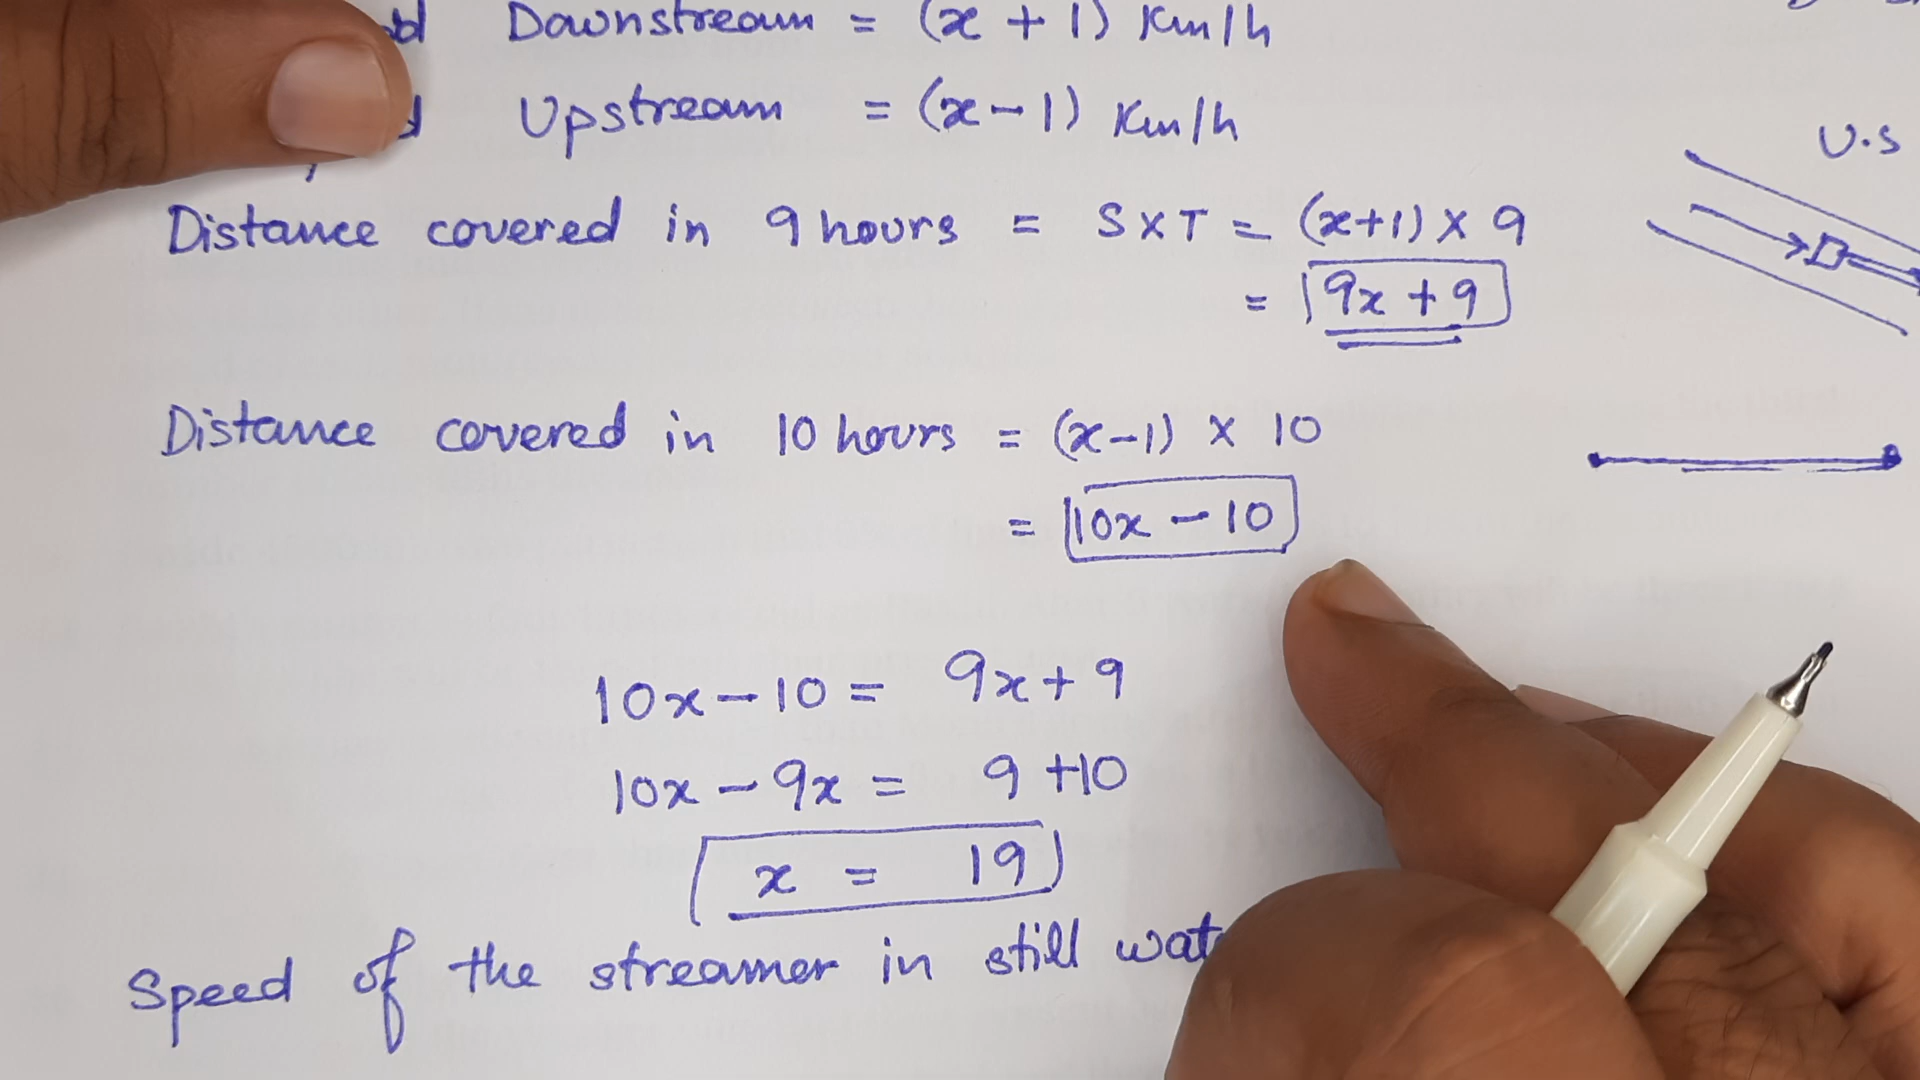 Downstream = (x + 1) Km/h
Upstream = (x - 1) Km/h
U.S
Distance covered in 9 hours = S x T = (x+1) x 9
= 9x + 9
Distance covered in 10 hours = (x-1) x 10
= 10x - 10
10x - 10 = 9x + 9
10x - 9x = 9 +10
x = 19
Speed of the streamer in still